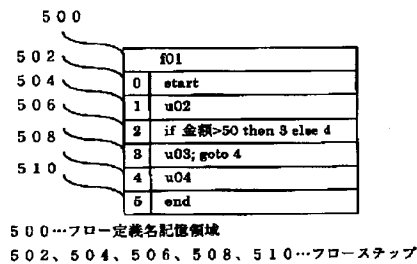 500
f01
502
0 start
504
1 u02
506
2 if 金額>50 then 3 else 4
508
3 u03; goto 4
510
4 u04
5 end
500…フロー定義名記憶領域
502、504、506、508、510…フローステップ